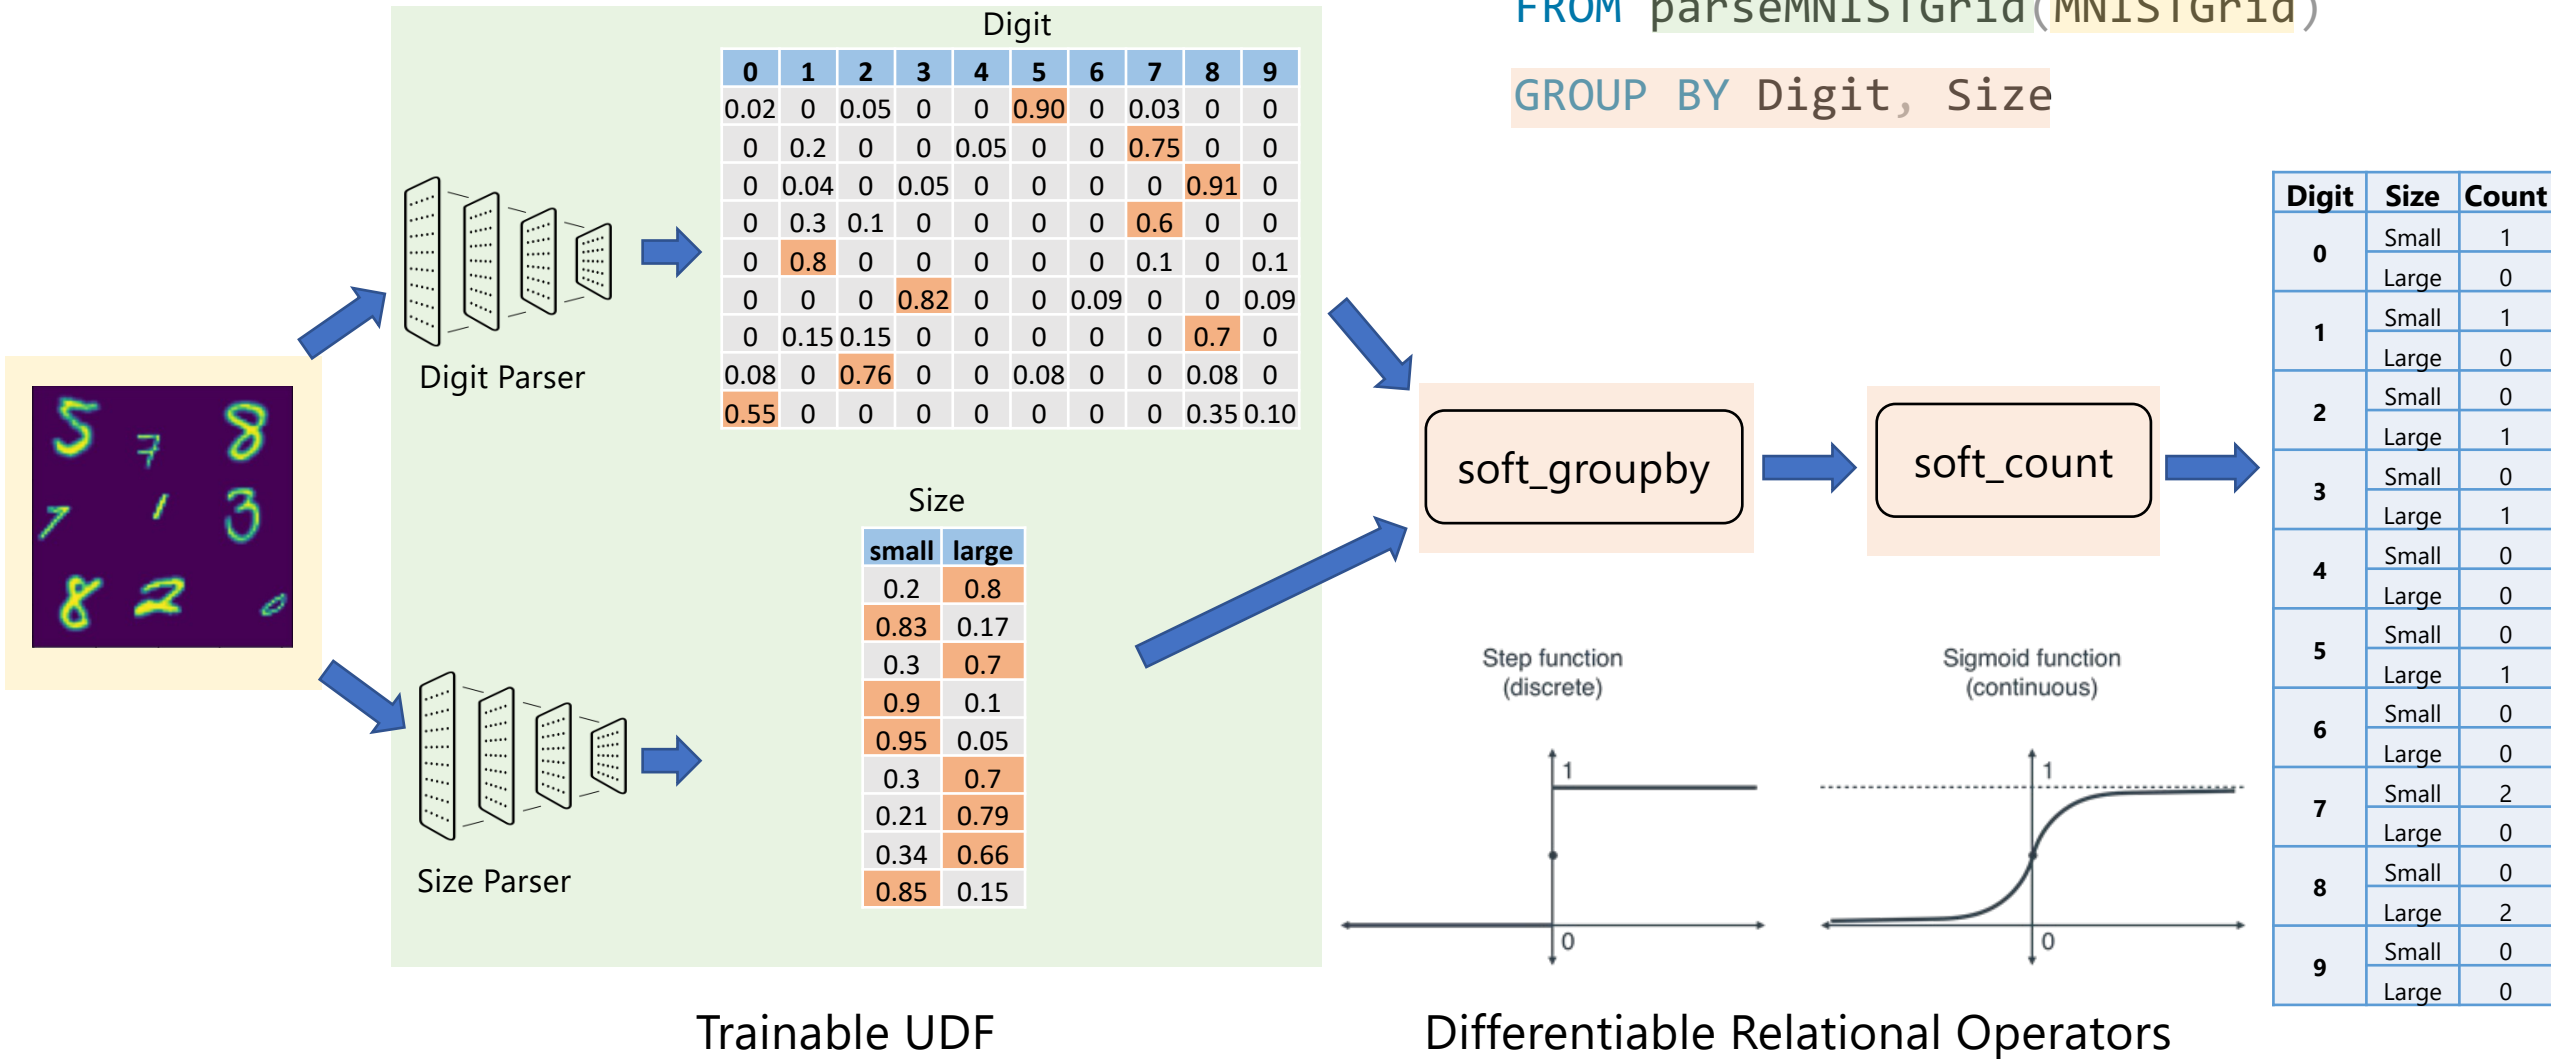 FROM parseMNISTGrid(MNISTGrid)
GROUP BY Digit, Size
Digit
0 1 2 3 4 5 6 7 8 9
0.02 0 0.05 0 0 0.90 0 0.03 0 0
0 0.2 0 0 0.05 0 0 0.75 0 0
0 0.04 0 0.05 0 0 0 0 0.91 0
0 0.3 0.1 0 0 0 0 0.6 0 0
0 0.8 0 0 0 0 0 0.1 0 0.1
0 0 0 0.82 0 0 0.09 0 0 0.09
0 0.15 0.15 0 0 0 0 0 0.7 0
0.08 0 0.76 0 0 0.08 0 0 0.08 0
0.55 0 0 0 0 0 0 0 0.35 0.10
Digit Parser
5 7 8
7 1 3
8 2 0
Size
small large
0.2 0.8
0.83 0.17
0.3 0.7
0.9 0.1
0.95 0.05
0.3 0.7
0.21 0.79
0.34 0.66
0.85 0.15
Size Parser
Trainable UDF
soft_groupby
soft_count
Step function
(discrete)
1
0
Sigmoid function
(continuous)
1
0
Differentiable Relational Operators
Digit Size Count
0 Small 1
Large 0
1 Small 1
Large 0
2 Small 0
Large 1
3 Small 0
Large 1
4 Small 0
Large 0
5 Small 0
Large 1
6 Small 0
Large 0
7 Small 2
Large 0
8 Small 0
Large 2
9 Small 0
Large 0